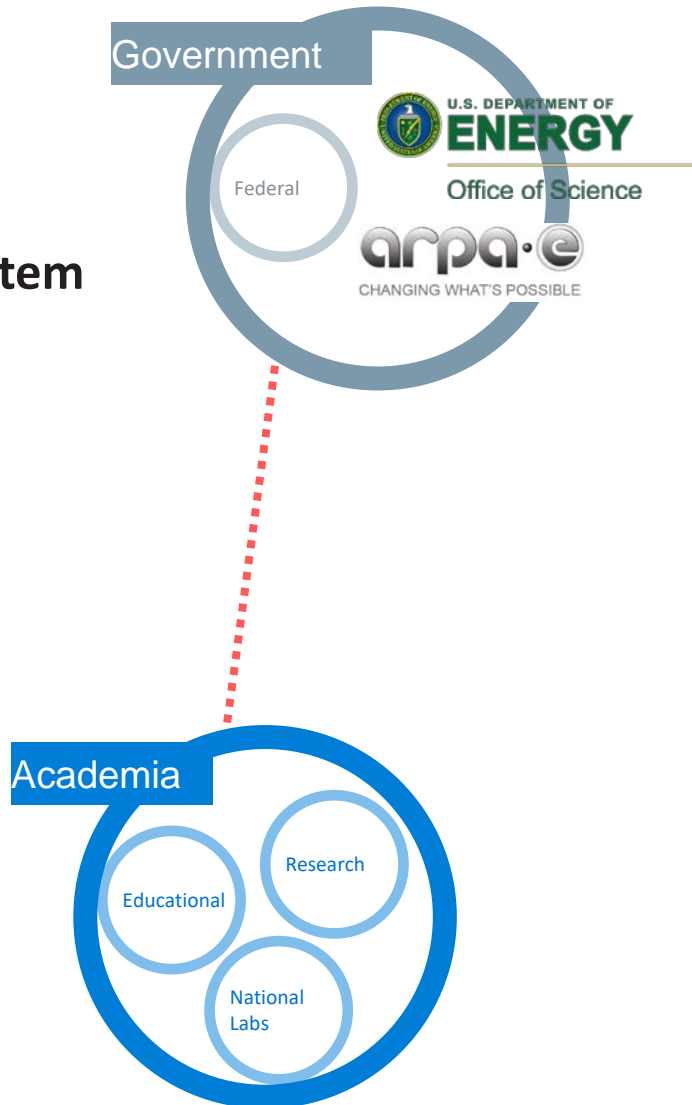 Government
U.S. DEPARTMENT OF
ENERGY
Federal
Office of Science
arpa·e
CHANGING WHAT'S POSSIBLE
tem
Academia
Research
Educational
National
Labs